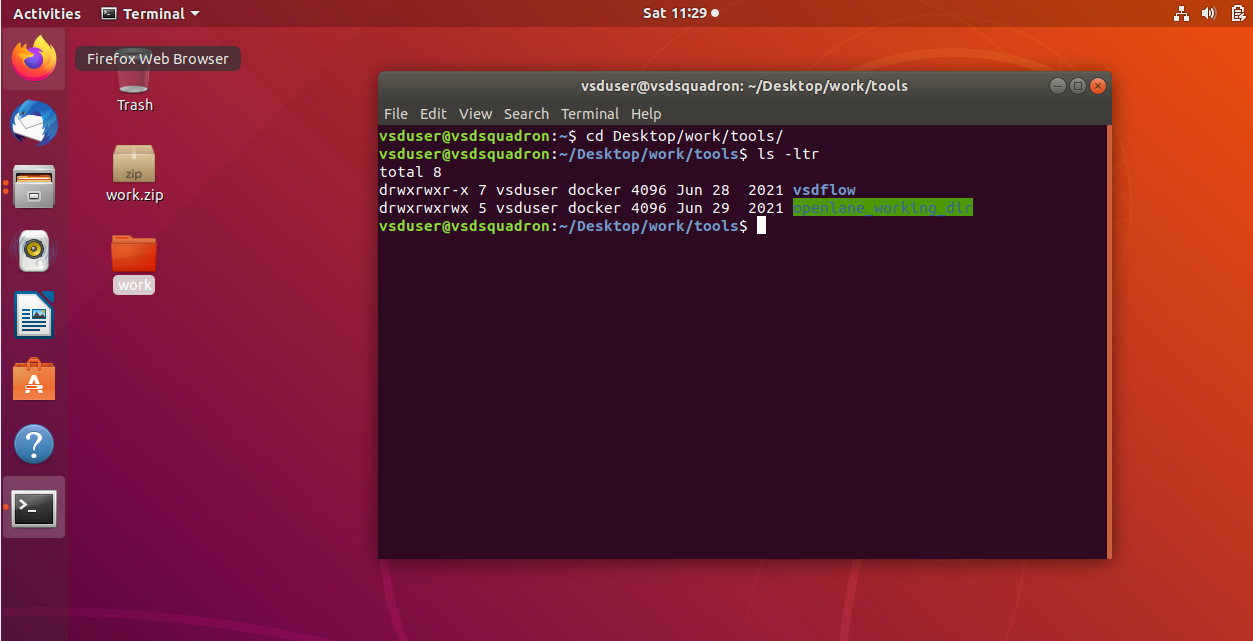 Activities Terminal Sat 11:29
Firefox Web Browser
Trash
zip
work.zip
work
vsduser@vsdsquadron: ~/Desktop/work/tools
File Edit View Search Terminal Help
vsduser@vsdsquadron:~$ cd Desktop/work/tools/
vsduser@vsdsquadron:~/Desktop/work/tools$ ls -ltr
total 8
drwxrwxr-x 7 vsduser docker 4096 Jun 28  2021 vsdflow
drwxrwxrwx 5 vsduser docker 4096 Jun 29  2021 openlane_working_dir
vsduser@vsdsquadron:~/Desktop/work/tools$